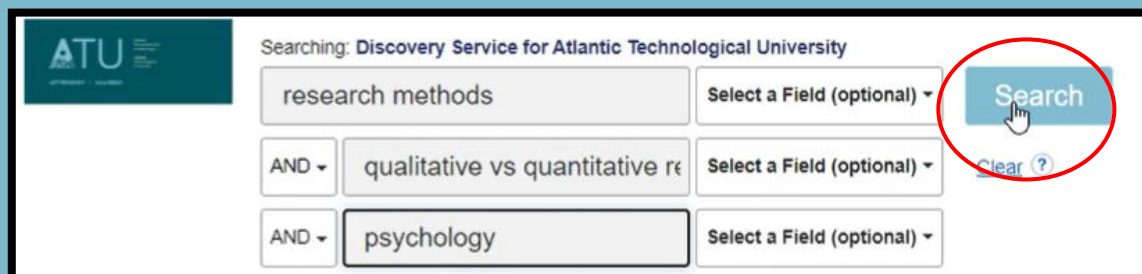 ATU
Searching: Discovery Service for Atlantic Technological University
research methods Select a Field (optional) Search
AND qualitative vs quantitative re Select a Field (optional) Clear ?
AND psychology Select a Field (optional)